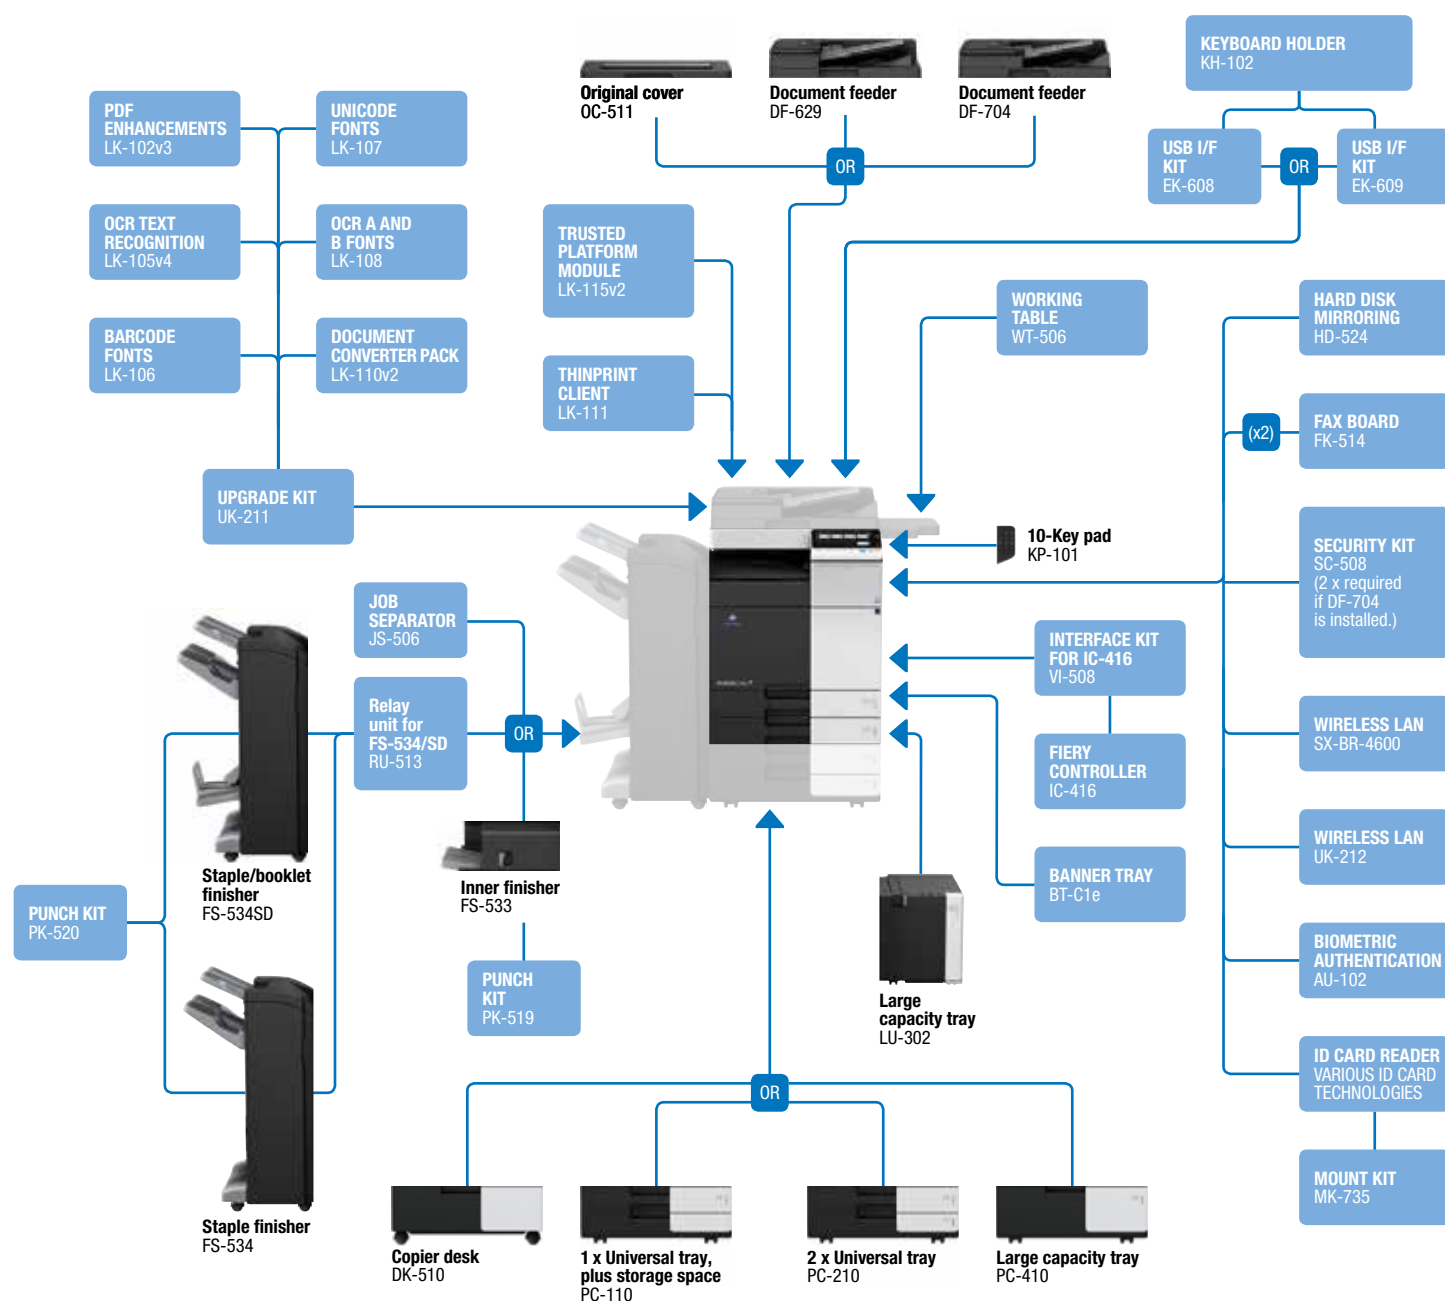 Original cover
OC-511
Document feeder
DF-629
Document feeder
DF-704
KEYBOARD HOLDER
KH-102
PDF
ENHANCEMENTS
LK-102v3
UNICODE
FONTS
LK-107
OR
USB I/F
KIT
EK-608
OR
USB I/F
KIT
EK-609
OCR TEXT
RECOGNITION
LK-105v4
OCR A AND
B FONTS
LK-108
TRUSTED
PLATFORM
MODULE
LK-115v2
WORKING
TABLE
WT-506
HARD DISK
MIRRORING
HD-524
BARCODE
FONTS
LK-106
DOCUMENT
CONVERTER PACK
LK-110v2
THINPRINT
CLIENT
LK-111
(x2)
FAX BOARD
FK-514
UPGRADE KIT
UK-211
10-Key pad
KP-101
SECURITY KIT
SC-508
(2 x required
if DF-704
is installed.)
JOB
SEPARATOR
JS-506
INTERFACE KIT
FOR IC-416
VI-508
Relay
unit for
FS-534/SD
RU-513
OR
WIRELESS LAN
SX-BR-4600
FIERY
CONTROLLER
IC-416
WIRELESS LAN
UK-212
Staple/booklet
finisher
FS-534SD
Inner finisher
FS-533
BANNER TRAY
BT-C1e
PUNCH KIT
PK-520
BIOMETRIC
AUTHENTICATION
AU-102
PUNCH
KIT
PK-519
Large
capacity tray
LU-302
ID CARD READER
VARIOUS ID CARD
TECHNOLOGIES
OR
MOUNT KIT
MK-735
Staple finisher
FS-534
Copier desk
DK-510
1 x Universal tray,
plus storage space
PC-110
2 x Universal tray
PC-210
Large capacity tray
PC-410